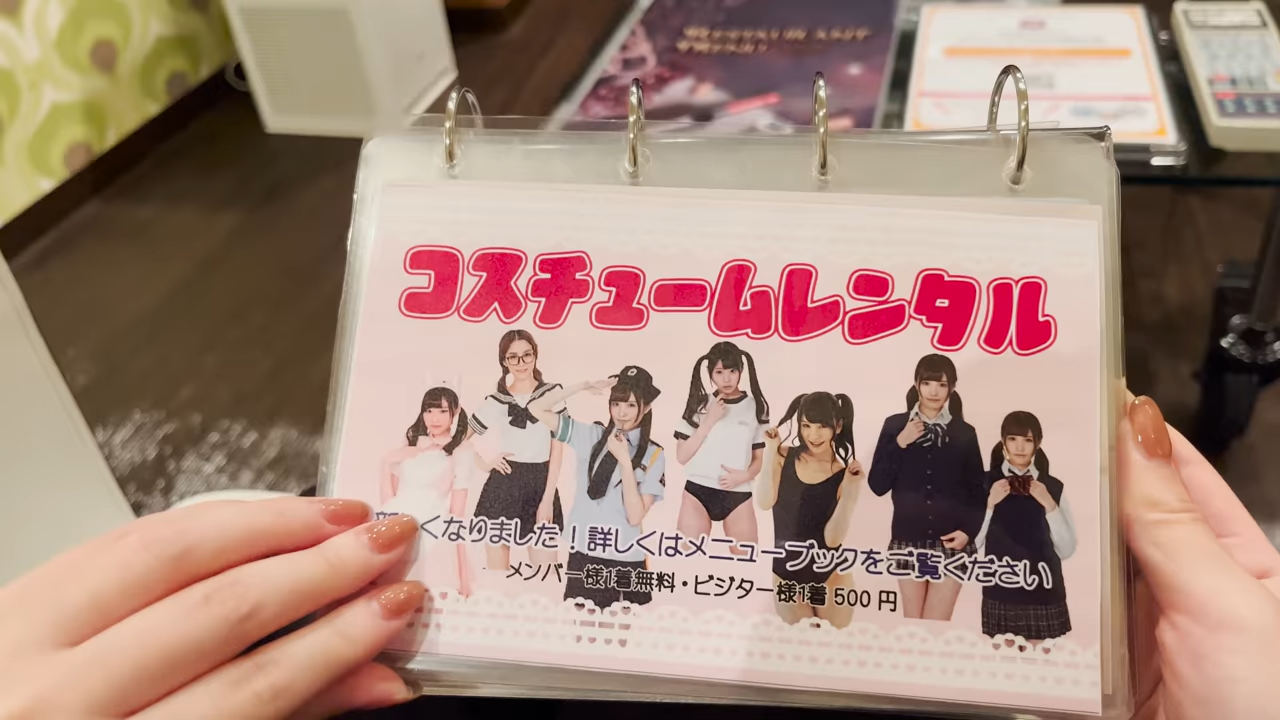 コスチュームレンタル
くなりました！詳しくはメニューブックをご覧ください
メンバー様1着無料・ビジター様1着 500 円